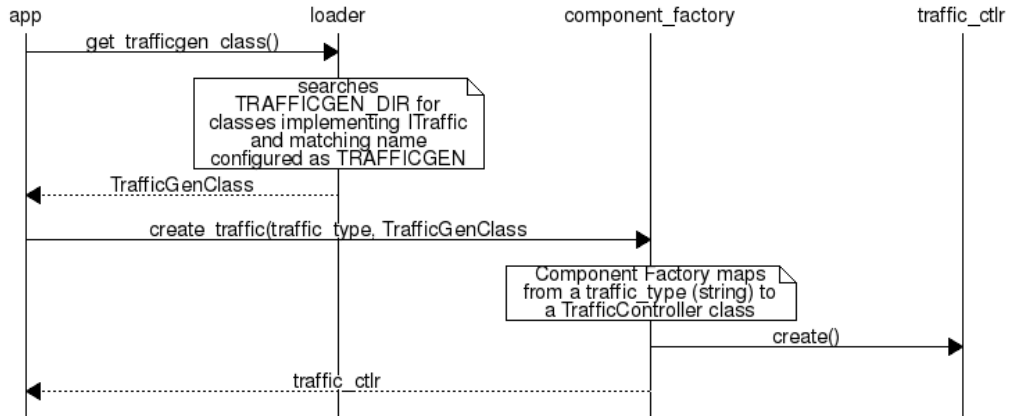 app loader component_factory traffic_ctlr
get_trafficgen_class()
searches
TRAFFICGEN_DIR for
classes implementing ITraffic
and matching name
configured as TRAFFICGEN
TrafficGenClass
create_traffic(traffic_type, TrafficGenClass
Component Factory maps
from a traffic_type (string) to
a TrafficController class
create()
traffic_ctlr